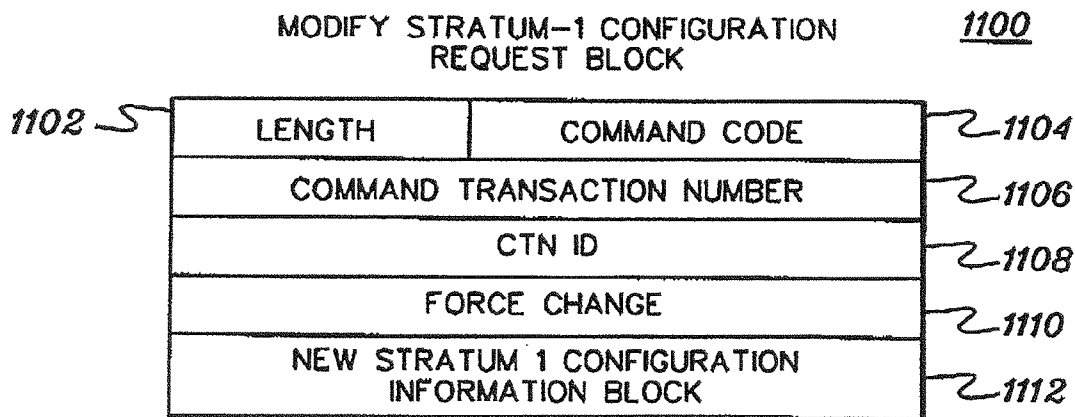 MODIFY STRATUM-1 CONFIGURATION
REQUEST BLOCK
1100
1102
LENGTH
COMMAND CODE
1104
COMMAND TRANSACTION NUMBER
1106
CTN ID
1108
FORCE CHANGE
1110
NEW STRATUM 1 CONFIGURATION
INFORMATION BLOCK
1112